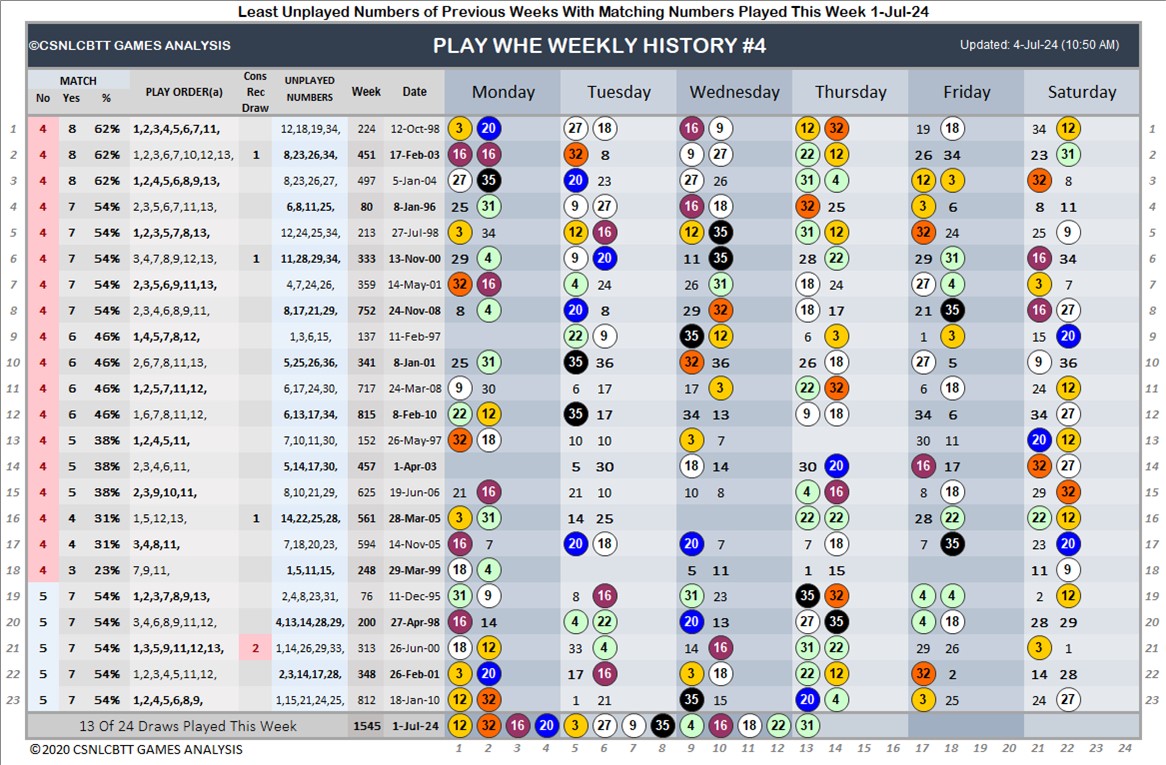 Least Unplayed Numbers of Previous Weeks With Matching Numbers Played This Week 1-Jul-24
©CSNLCBTT GAMES ANALYSIS PLAY WHE WEEKLY HISTORY #4 Updated: 4-Jul-24 (10:50 AM)
MATCH No Yes % PLAY ORDER(a) Cons Rec Draw UNPLAYED NUMBERS Week Date Monday Tuesday Wednesday Thursday Friday Saturday
1 4 8 62% 1,2,3,4,5,6,7,11, 12,18,19,34, 224 12-Oct-98 3 20 27 18 16 9 12 32 19 18 34 12 1
2 4 8 62% 1,2,3,6,7,10,12,13, 1 8,23,26,34, 451 17-Feb-03 16 16 32 8 9 27 22 12 26 34 23 31 2
3 4 8 62% 1,2,4,5,6,8,9,13, 8,23,26,27, 497 5-Jan-04 27 35 20 23 27 26 31 4 12 3 32 8 3
4 4 7 54% 2,3,5,6,7,11,13, 6,8,11,25, 80 8-Jan-96 25 31 9 27 16 18 32 25 3 6 8 11 4
5 4 7 54% 1,2,3,5,7,8,13, 12,24,25,34, 213 27-Jul-98 3 34 12 16 12 35 31 12 32 24 25 9 5
6 4 7 54% 3,4,7,8,9,12,13, 1 11,28,29,34, 333 13-Nov-00 29 4 9 20 11 35 28 22 29 31 16 34 6
7 4 7 54% 2,3,5,6,9,11,13, 4,7,24,26, 359 14-May-01 32 16 4 24 26 31 18 24 27 4 3 7 7
8 4 7 54% 2,3,4,6,8,9,11, 8,17,21,29, 752 24-Nov-08 8 4 20 8 29 32 18 17 21 35 16 27 8
9 4 6 46% 1,4,5,7,8,12, 1,3,6,15, 137 11-Feb-97 22 9 35 12 6 3 1 3 15 20 9
10 4 6 46% 2,6,7,8,11,13, 5,25,26,36, 341 8-Jan-01 25 31 35 36 32 36 26 18 27 5 9 36 10
11 4 6 46% 1,2,5,7,11,12, 6,17,24,30, 717 24-Mar-08 9 30 6 17 17 3 22 32 6 18 24 12 11
12 4 6 46% 1,6,7,8,11,12, 6,13,17,34, 815 8-Feb-10 22 12 35 17 34 13 9 18 34 6 34 27 12
13 4 5 38% 1,2,4,5,11, 7,10,11,30, 152 26-May-97 32 18 10 10 3 7 30 11 20 12 13
14 4 5 38% 2,3,4,6,11, 5,14,17,30, 457 1-Apr-03 5 30 18 14 30 20 16 17 32 27 14
15 4 5 38% 2,3,9,10,11, 8,10,21,29, 625 19-Jun-06 21 16 21 10 10 8 4 16 8 18 29 32 15
16 4 4 31% 1,5,12,13, 1 14,22,25,28, 561 28-Mar-05 3 31 14 25 22 22 28 22 22 12 16
17 4 4 31% 3,4,8,11, 7,18,20,23, 594 14-Nov-05 16 7 20 18 20 7 7 18 7 35 23 20 17
18 4 3 23% 7,9,11, 1,5,11,15, 248 29-Mar-99 18 4 5 11 1 15 11 9 18
19 5 7 54% 1,2,3,7,8,9,13, 2,4,8,23,31, 76 11-Dec-95 31 9 8 16 31 23 35 32 4 4 2 12 19
20 5 7 54% 3,4,6,8,9,11,12, 4,13,14,28,29, 200 27-Apr-98 16 14 4 22 20 13 27 35 4 18 28 29 20
21 5 7 54% 1,3,5,9,11,12,13, 2 1,14,26,29,33, 313 26-Jun-00 18 12 33 4 14 16 31 22 29 26 3 1 21
22 5 7 54% 1,2,3,4,5,11,12, 2,3,14,17,28, 348 26-Feb-01 3 20 17 16 3 18 22 12 32 2 14 28 22
23 5 7 54% 1,2,4,5,6,8,9, 1,15,21,24,25, 812 18-Jan-10 12 32 1 21 35 15 20 4 3 25 24 27 23
13 Of 24 Draws Played This Week 1545 1-Jul-24 12 32 16 20 3 27 9 35 4 16 18 22 31
© 2020 CSNLCBTT GAMES ANALYSIS 1 2 3 4 5 6 7 8 9 10 11 12 13 14 15 16 17 18 19 20 21 22 23 24